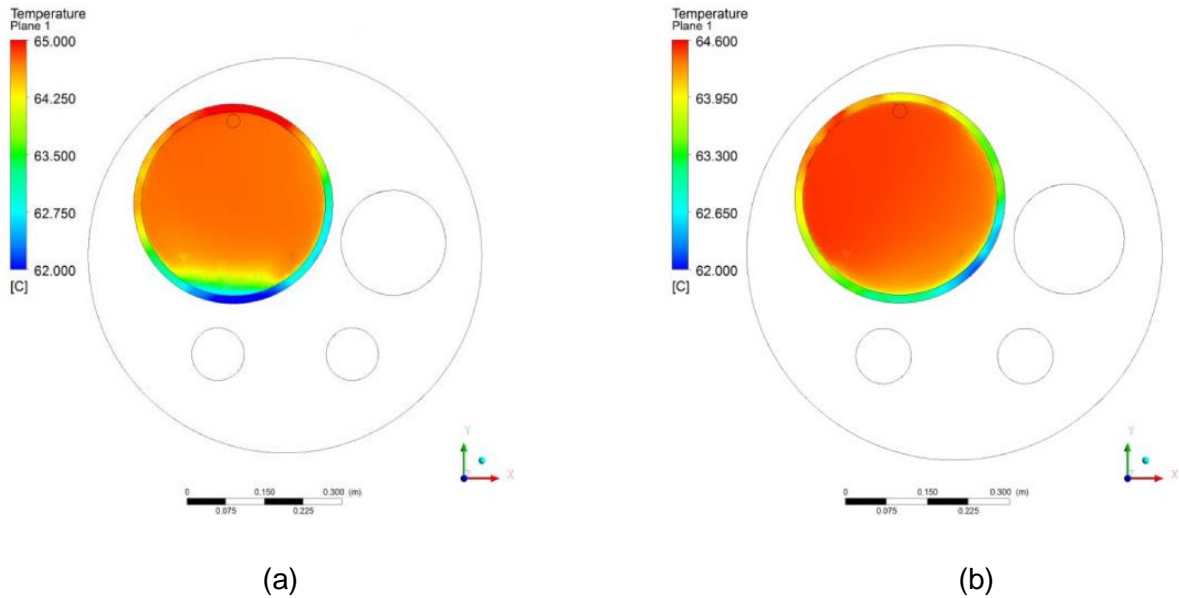 Temperature
Plane 1
65.000
64.250
63.500
62.750
62.000
[C]
Y
X
Z
0 0.150 0.300 (m)
0.075 0.225
(a)
Temperature
Plane 1
64.600
63.950
63.300
62.650
62.000
[C]
Y
X
Z
0 0.150 0.300 (m)
0.075 0.225
(b)